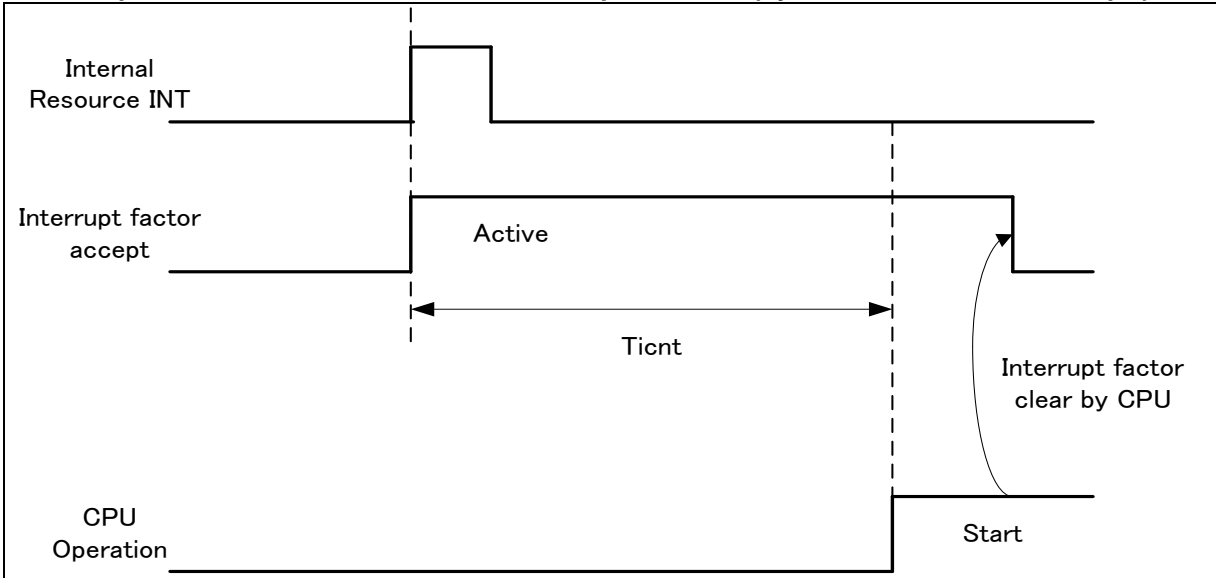 Internal
Resource INT
Interrupt factor
accept
Active
Ticnt
Interrupt factor
clear by CPU
CPU
Operation
Start